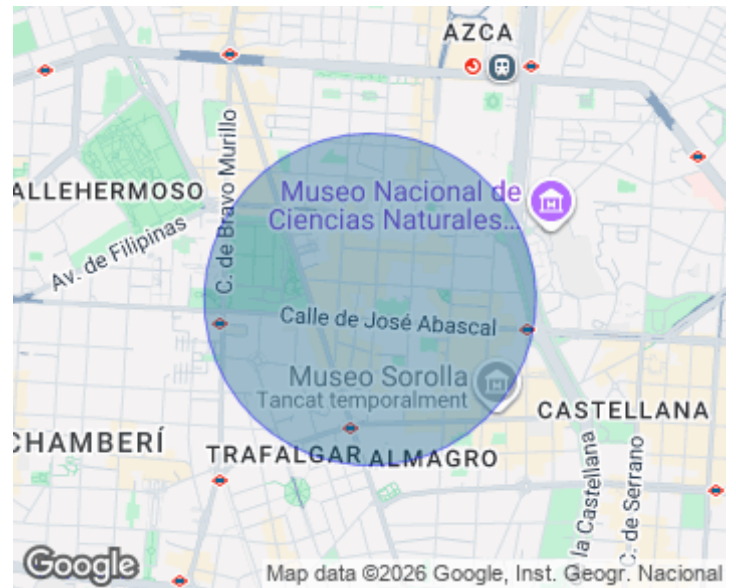 AZCA
C. de Bravo Murillo
ALLEHERMOSO
Museo Nacional de
Ciencias Naturales...
Av. de Filipinas
Calle de José Abascal
Museo Sorolla
Tancat temporalment
CASTELLANA
CHAMBERÍ
TRAFALGAR
ALMAGRO
la Castellana
C. de Serrano
Google
Map data ©2026 Google, Inst. Geogr. Nacional